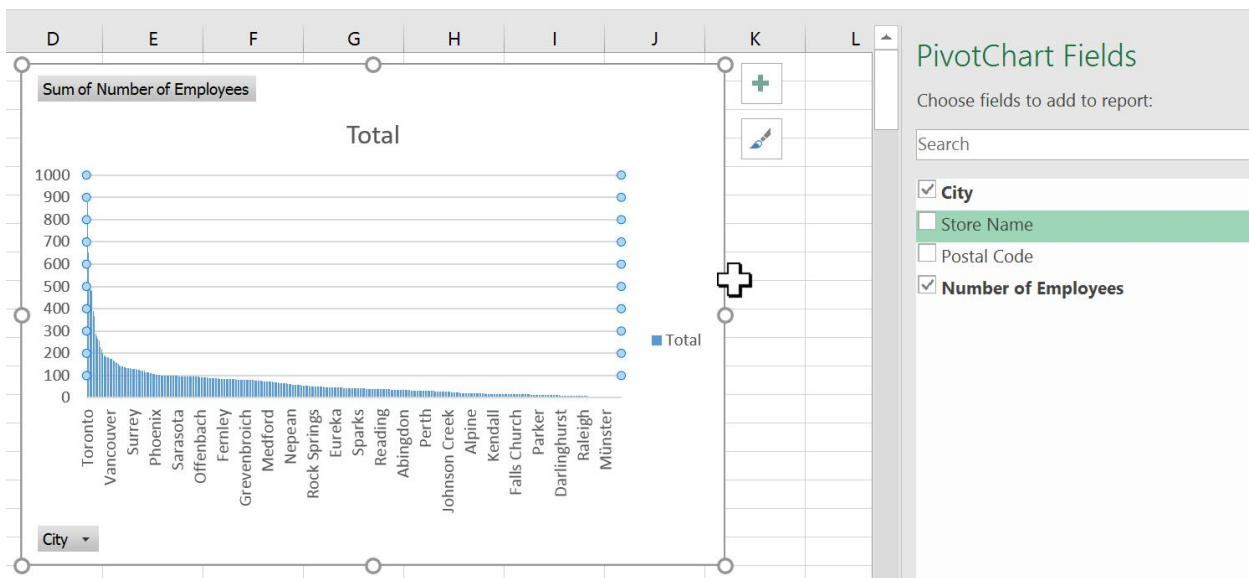 D E F G H I J K L
Sum of Number of Employees
Total
1000
900
800
700
600
500
400
300
200
100
0
Total
Toronto
Vancouver
Surrey
Phoenix
Sarasota
Offenbach
Fernley
Grevenbroich
Medford
Nepean
Rock Springs
Eureka
Sparks
Reading
Abingdon
Perth
Johnson Creek
Alpine
Kendall
Falls Church
Parker
Darlinghurst
Raleigh
Münster
City
PivotChart Fields
Choose fields to add to report:
Search
City
Store Name
Postal Code
Number of Employees